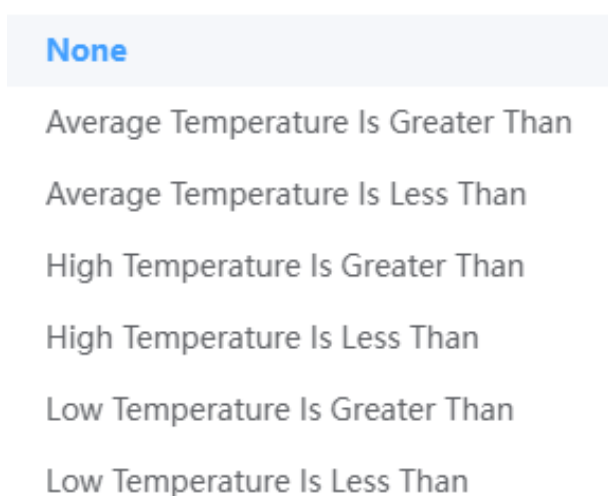 None
Average Temperature Is Greater Than
Average Temperature Is Less Than
High Temperature Is Greater Than
High Temperature Is Less Than
Low Temperature Is Greater Than
Low Temperature Is Less Than